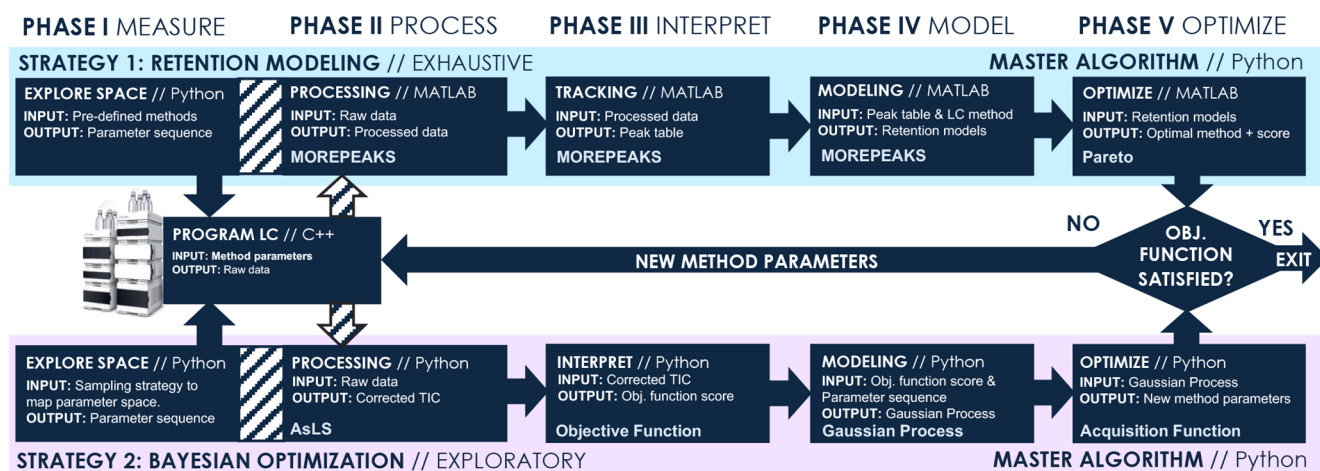 PHASE I MEASURE
PHASE II PROCESS
PHASE III INTERPRET
PHASE IV MODEL
PHASE V OPTIMIZE
STRATEGY 1: RETENTION MODELING // EXHAUSTIVE
MASTER ALGORITHM // Python
EXPLORE SPACE // Python
INPUT: Pre-defined methods
OUTPUT: Parameter sequence
PROCESSING // MATLAB
INPUT: Raw data
OUTPUT: Processed data
MOREPEAKS
TRACKING // MATLAB
INPUT: Processed data
OUTPUT: Peak table
MOREPEAKS
MODELING // MATLAB
INPUT: Peak table & LC method
OUTPUT: Retention models
MOREPEAKS
OPTIMIZE // MATLAB
INPUT: Retention models
OUTPUT: Optimal method + score
Pareto
PROGRAM LC // C++
INPUT: Method parameters
OUTPUT: Raw data
NEW METHOD PARAMETERS
NO
OBJ.
FUNCTION
SATISFIED?
YES
EXIT
EXPLORE SPACE // Python
INPUT: Sampling strategy to
map parameter space.
OUTPUT: Parameter sequence
PROCESSING // Python
INPUT: Raw data
OUTPUT: Corrected TIC
AsLS
INTERPRET // Python
INPUT: Corrected TIC
OUTPUT: Obj. function score
Objective Function
MODELING // Python
INPUT: Obj. function score &
Parameter sequence
OUTPUT: Gaussian Process
Gaussian Process
OPTIMIZE // Python
INPUT: Gaussian Process
OUTPUT: New method parameters
Acquisition Function
STRATEGY 2: BAYESIAN OPTIMIZATION // EXPLORATORY
MASTER ALGORITHM // Python